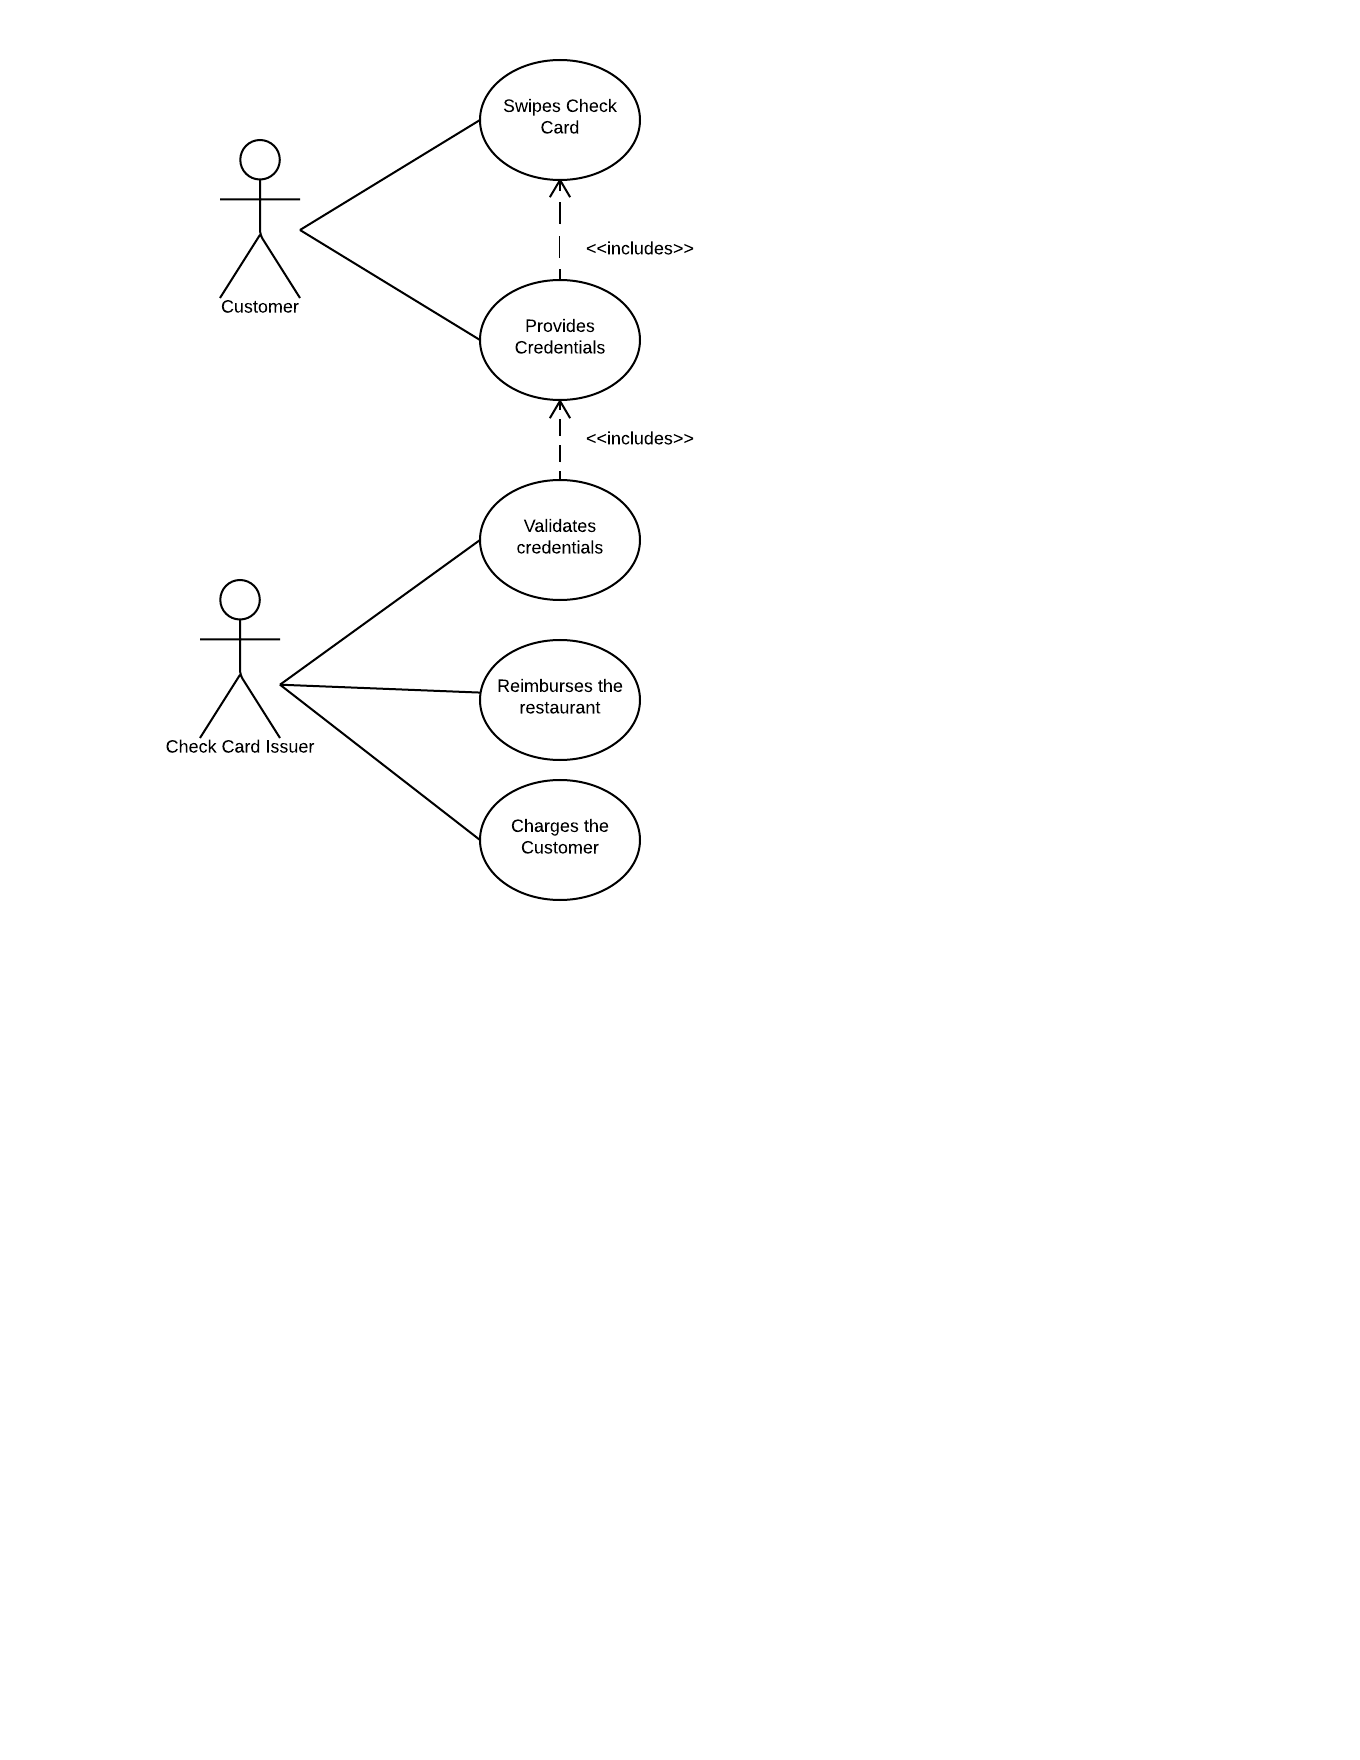 Swipes Check
Card
<<includes>>
Customer
Provides
Credentials
<<includes>>
Validates
credentials
Reimburses the
restaurant
Check Card Issuer
Charges the
Customer